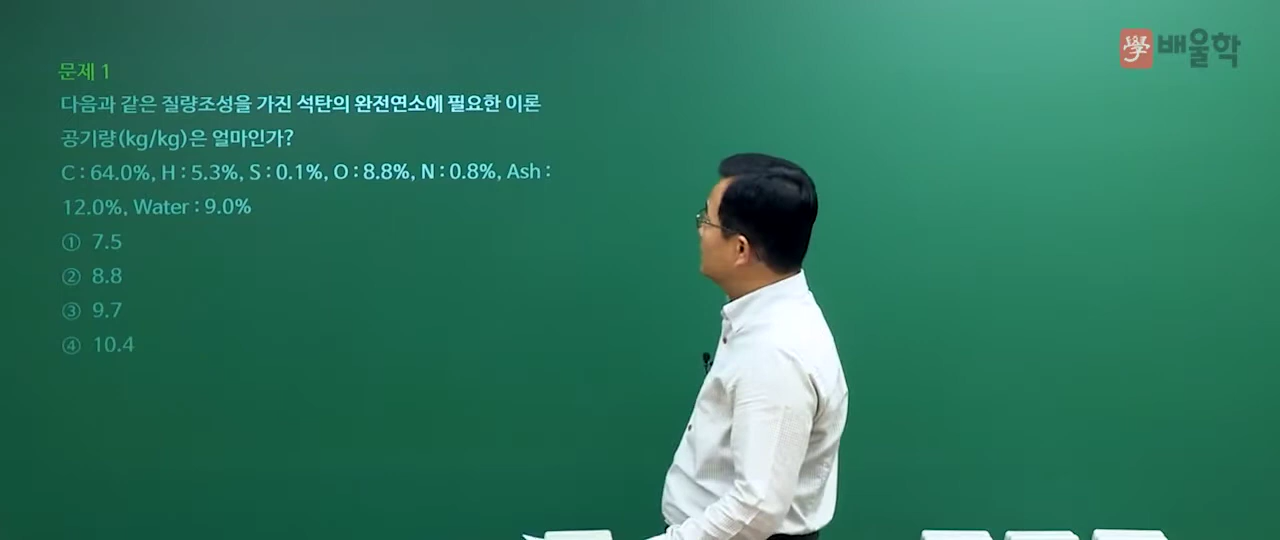 學 배울학
문제 1
다음과 같은 질량조성을 가진 석탄의 완전연소에 필요한 이론
공기량(kg/kg)은 얼마인가?
C : 64.0%, H : 5.3%, S : 0.1%, O : 8.8%, N : 0.8%, Ash :
12.0%, Water : 9.0%
① 7.5
② 8.8
③ 9.7
④ 10.4